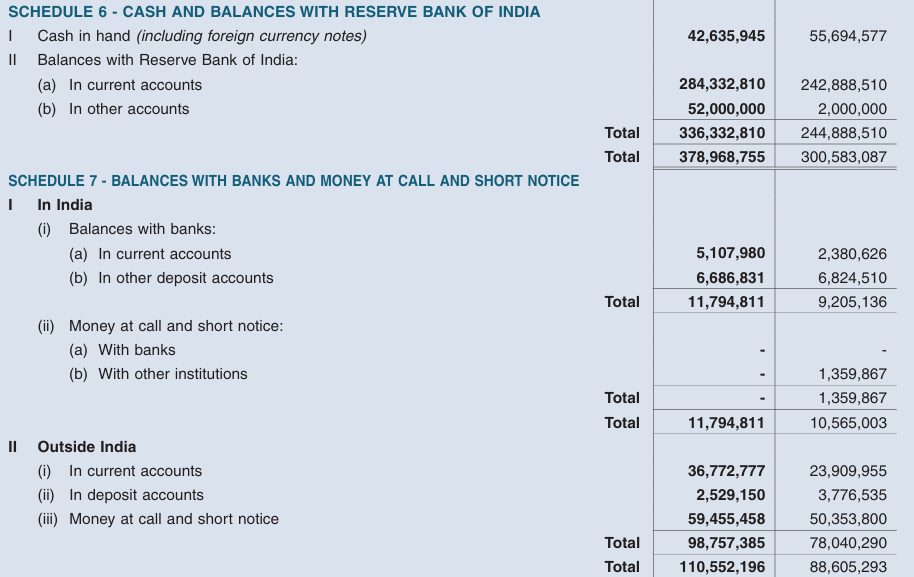 SCHEDULE 6 - CASH AND BALANCES WITH RESERVE BANK OF INDIA
I Cash in hand (including foreign currency notes) 42,635,945 55,694,577
II Balances with Reserve Bank of India:
(a) In current accounts 284,332,810 242,888,510
(b) In other accounts 52,000,000 2,000,000
Total 336,332,810 244,888,510
Total 378,968,755 300,583,087
SCHEDULE 7 - BALANCES WITH BANKS AND MONEY AT CALL AND SHORT NOTICE
I In India
(i) Balances with banks:
(a) In current accounts 5,107,980 2,380,626
(b) In other deposit accounts 6,686,831 6,824,510
Total 11,794,811 9,205,136
(ii) Money at call and short notice:
(a) With banks - -
(b) With other institutions - 1,359,867
Total - 1,359,867
Total 11,794,811 10,565,003
II Outside India
(i) In current accounts 36,772,777 23,909,955
(ii) In deposit accounts 2,529,150 3,776,535
(iii) Money at call and short notice 59,455,458 50,353,800
Total 98,757,385 78,040,290
Total 110,552,196 88,605,293